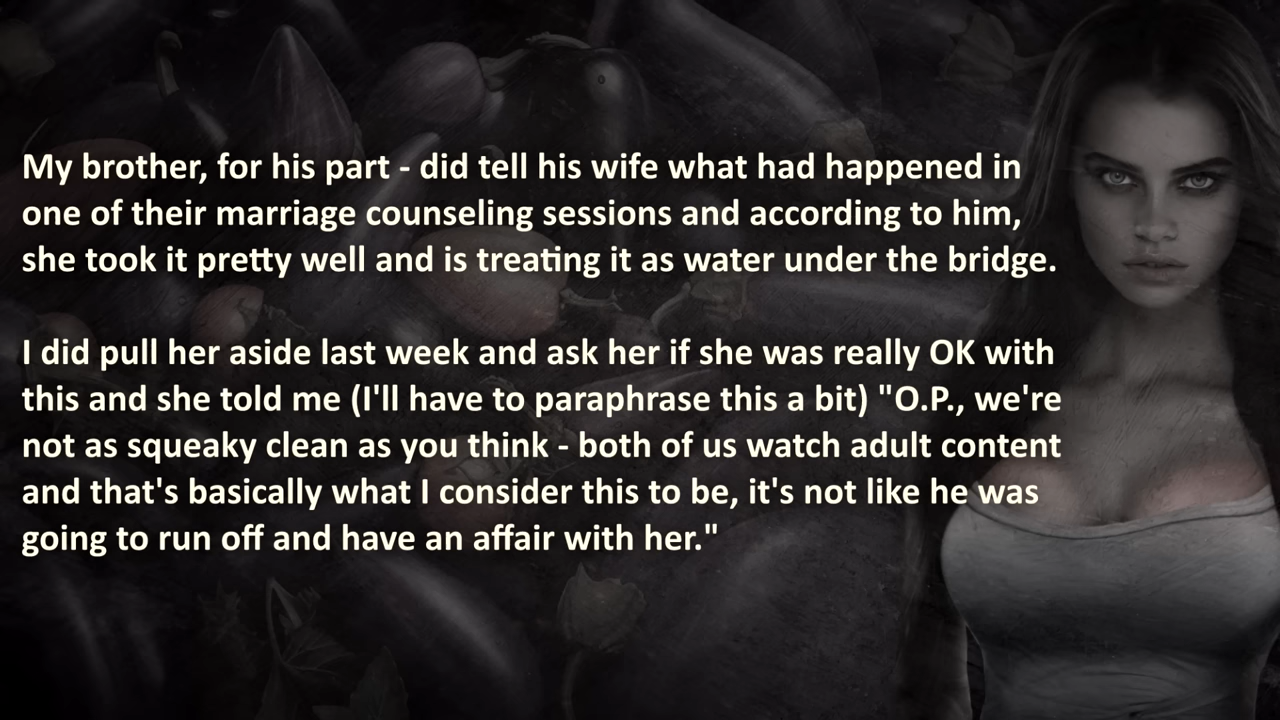 My brother, for his part - did tell his wife what had happened in
one of their marriage counseling sessions and according to him,
she took it pretty well and is treating it as water under the bridge.
I did pull her aside last week and ask her if she was really OK with
this and she told me (I'll have to paraphrase this a bit) "O.P., we're
not as squeaky clean as you think - both of us watch adult content
and that's basically what I consider this to be, it's not like he was
going to run off and have an affair with her."